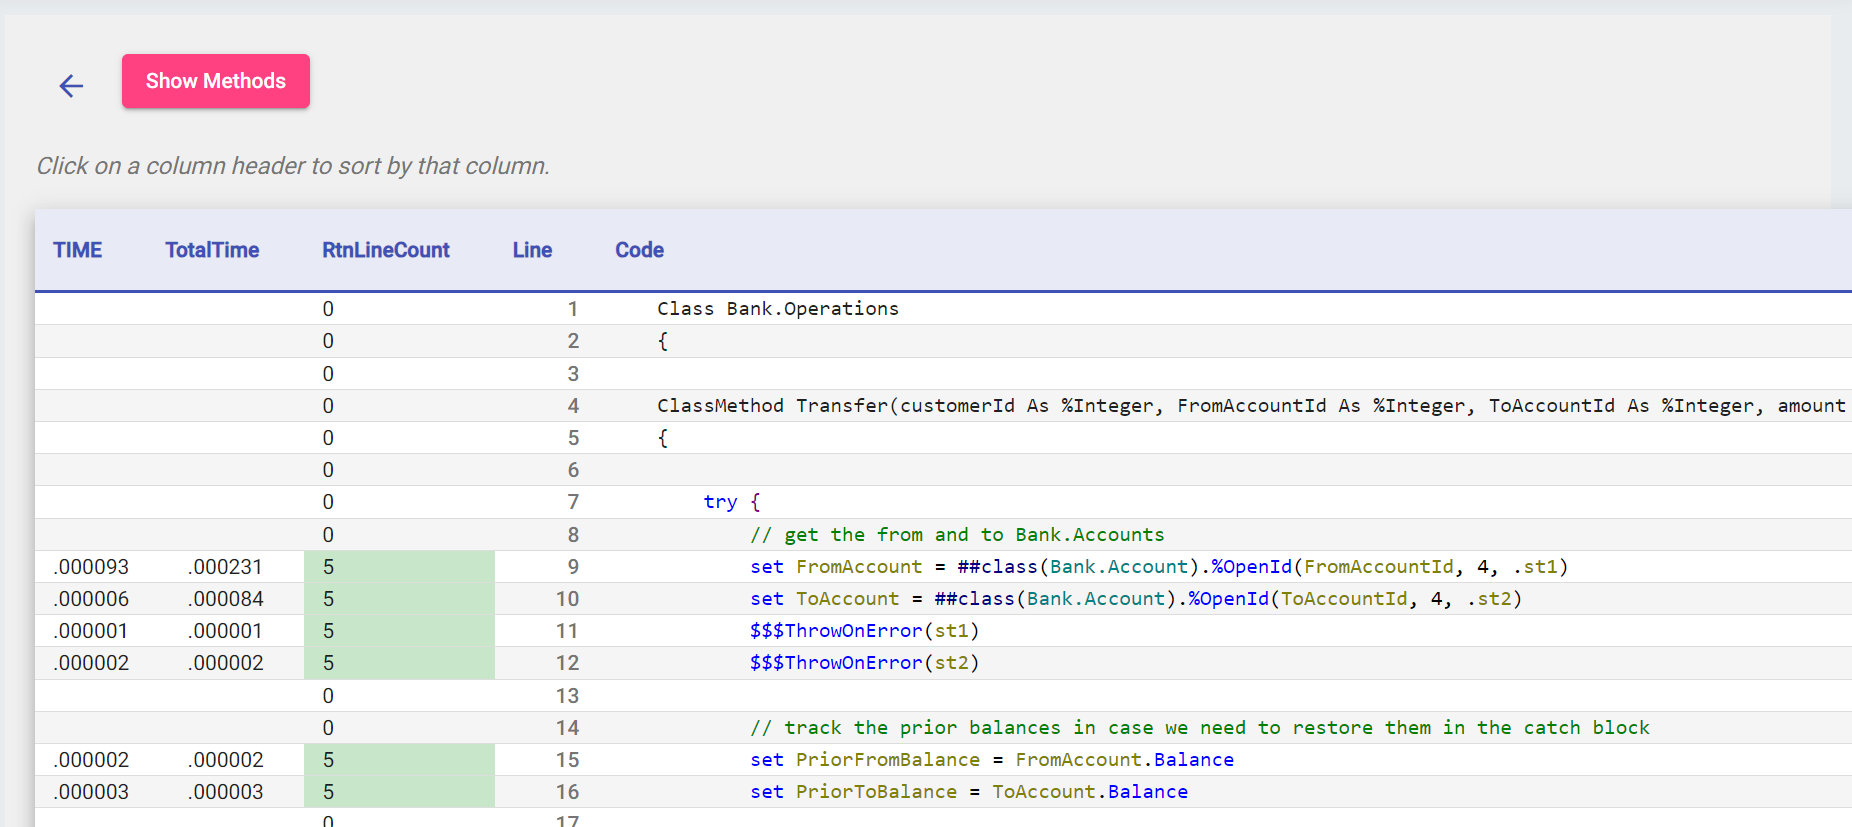 Show Methods
Click on a column header to sort by that column.
TIME TotalTime RtnLineCount Line Code
0 1 Class Bank.Operations
0 2 {
0 3
0 4 ClassMethod Transfer(customerId As %Integer, FromAccountId As %Integer, ToAccountId As %Integer, amount
0 5 {
0 6
0 7 try {
0 8 // get the from and to Bank.Accounts
.000093 .000231 5 9 set FromAccount = ##class(Bank.Account).%OpenId(FromAccountId, 4, .st1)
.000006 .000084 5 10 set ToAccount = ##class(Bank.Account).%OpenId(ToAccountId, 4, .st2)
.000001 .000001 5 11 $$$ThrowOnError(st1)
.000002 .000002 5 12 $$$ThrowOnError(st2)
0 13
0 14 // track the prior balances in case we need to restore them in the catch block
.000002 .000002 5 15 set PriorFromBalance = FromAccount.Balance
.000003 .000003 5 16 set PriorToBalance = ToAccount.Balance
0 17